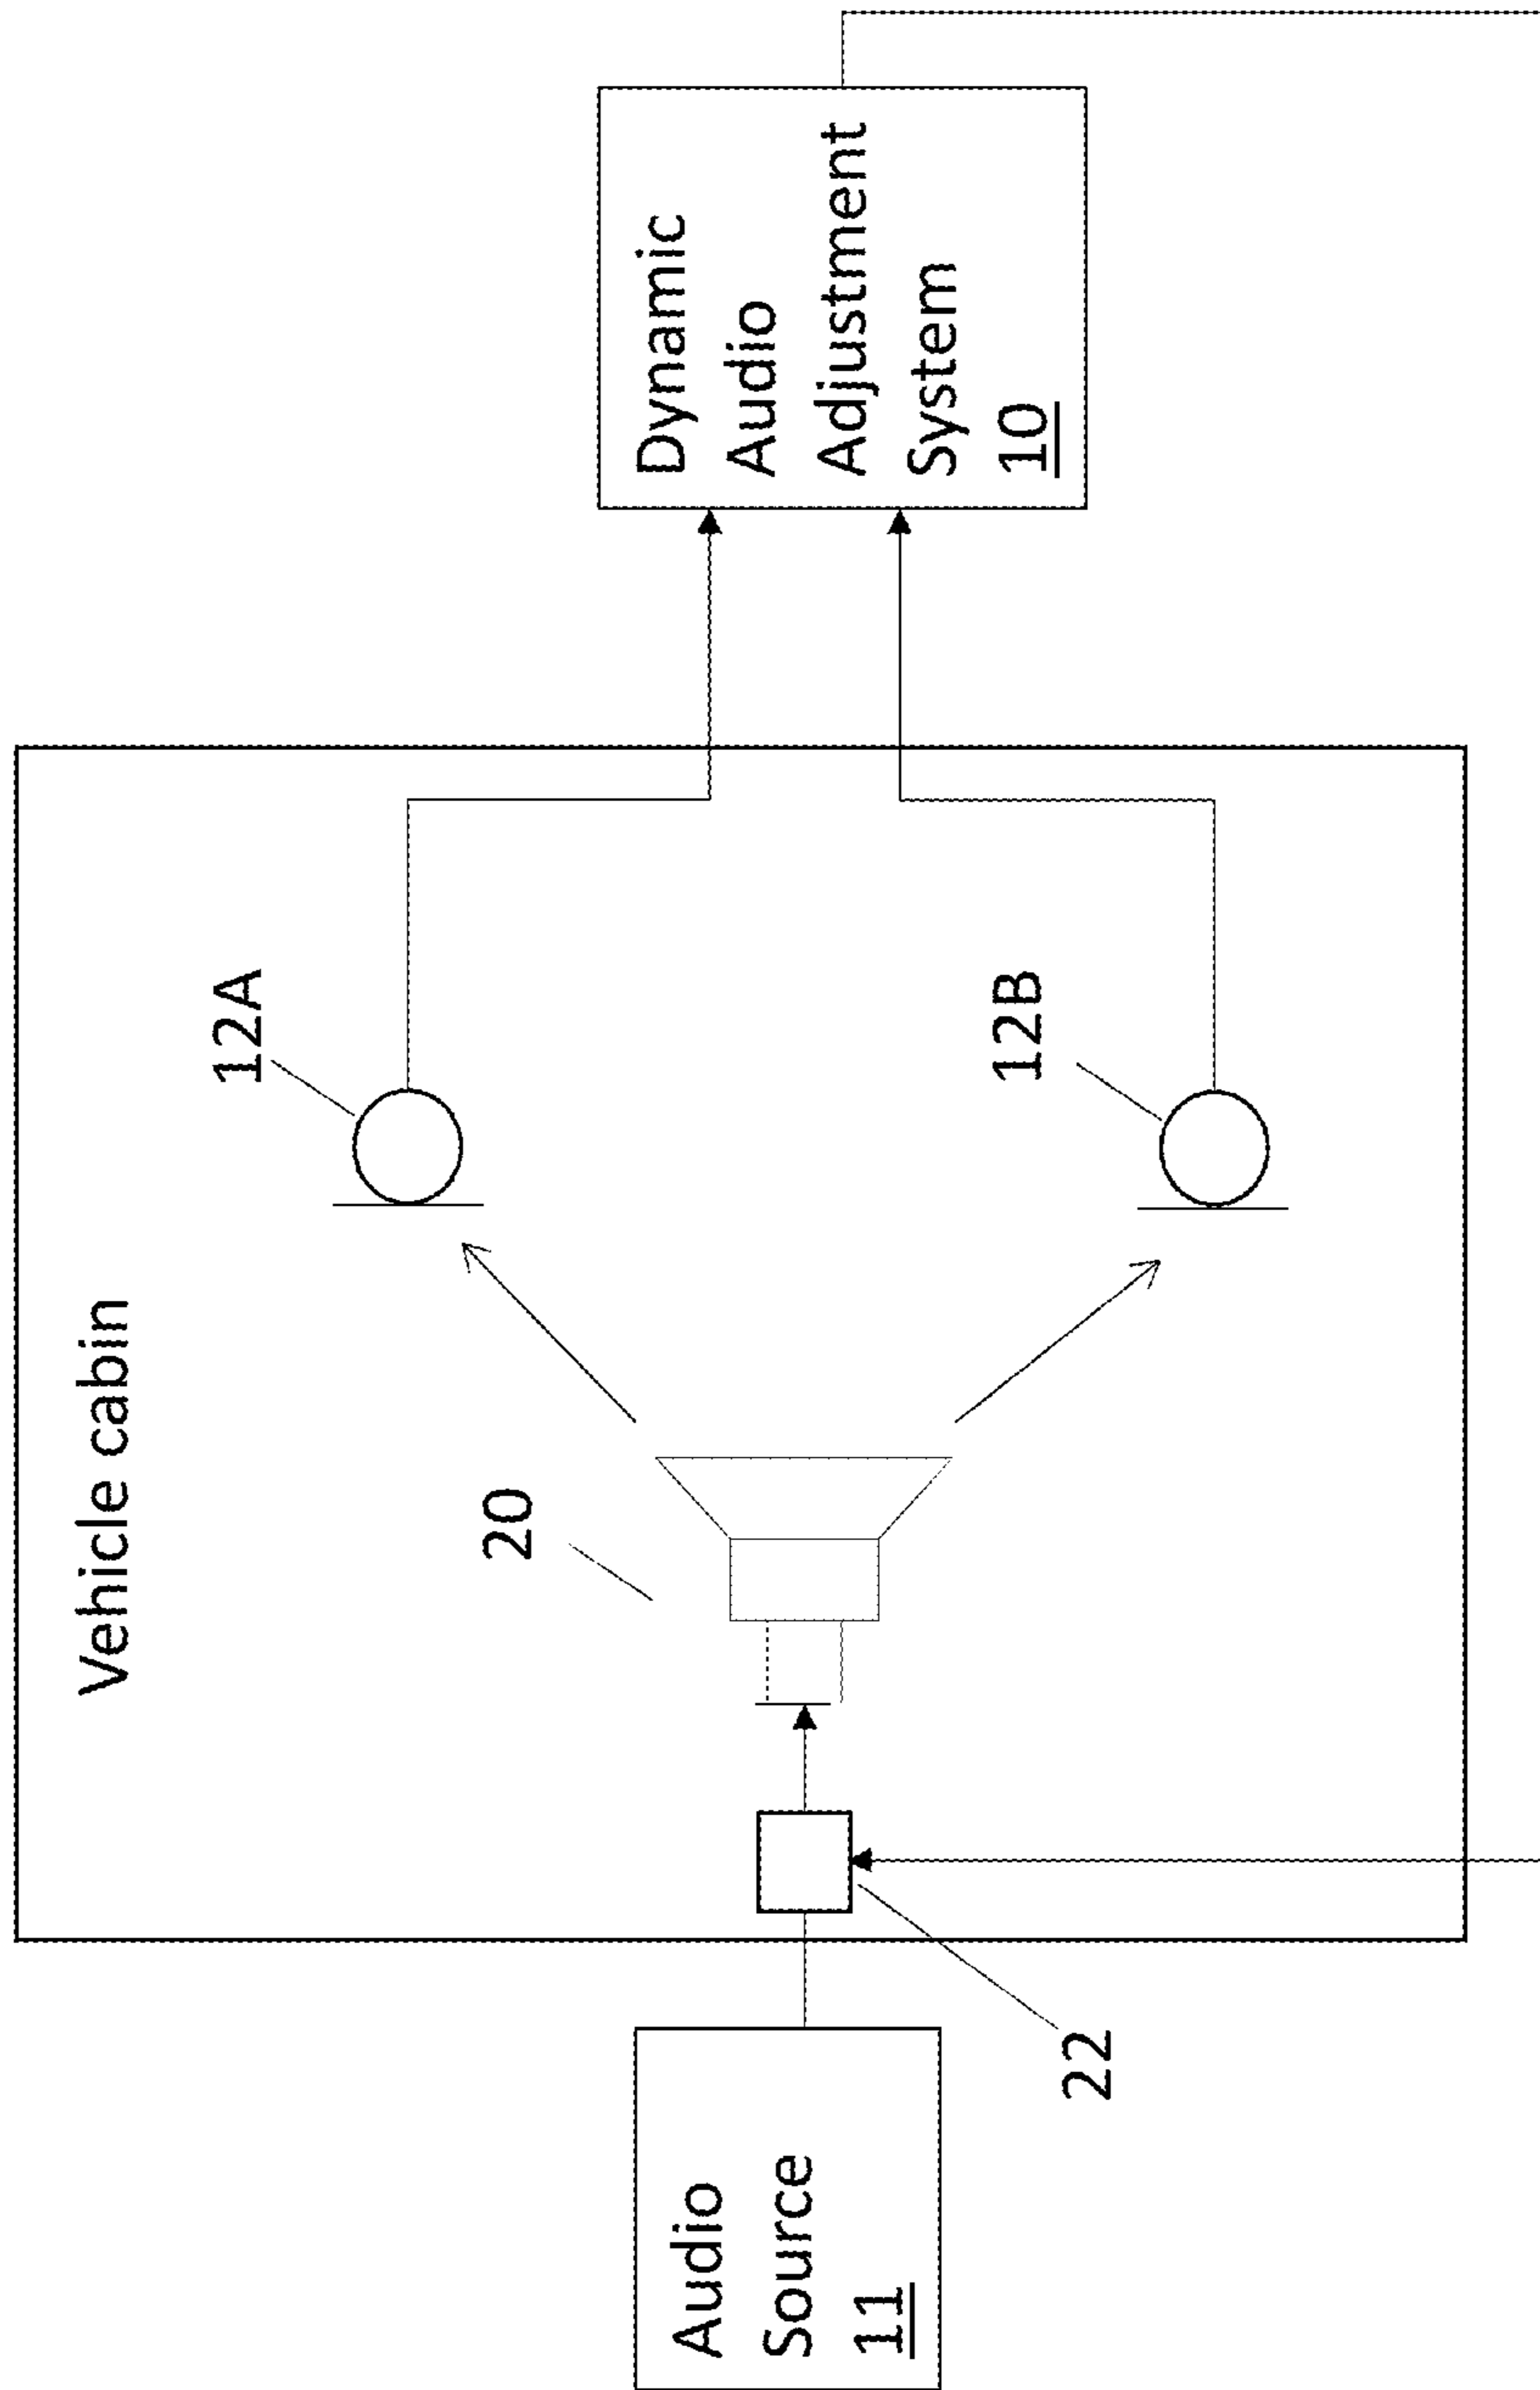 Vehicle cabin
Audio
Source
11
22
20
12A
12B
Dynamic
Audio
Adjustment
System
10